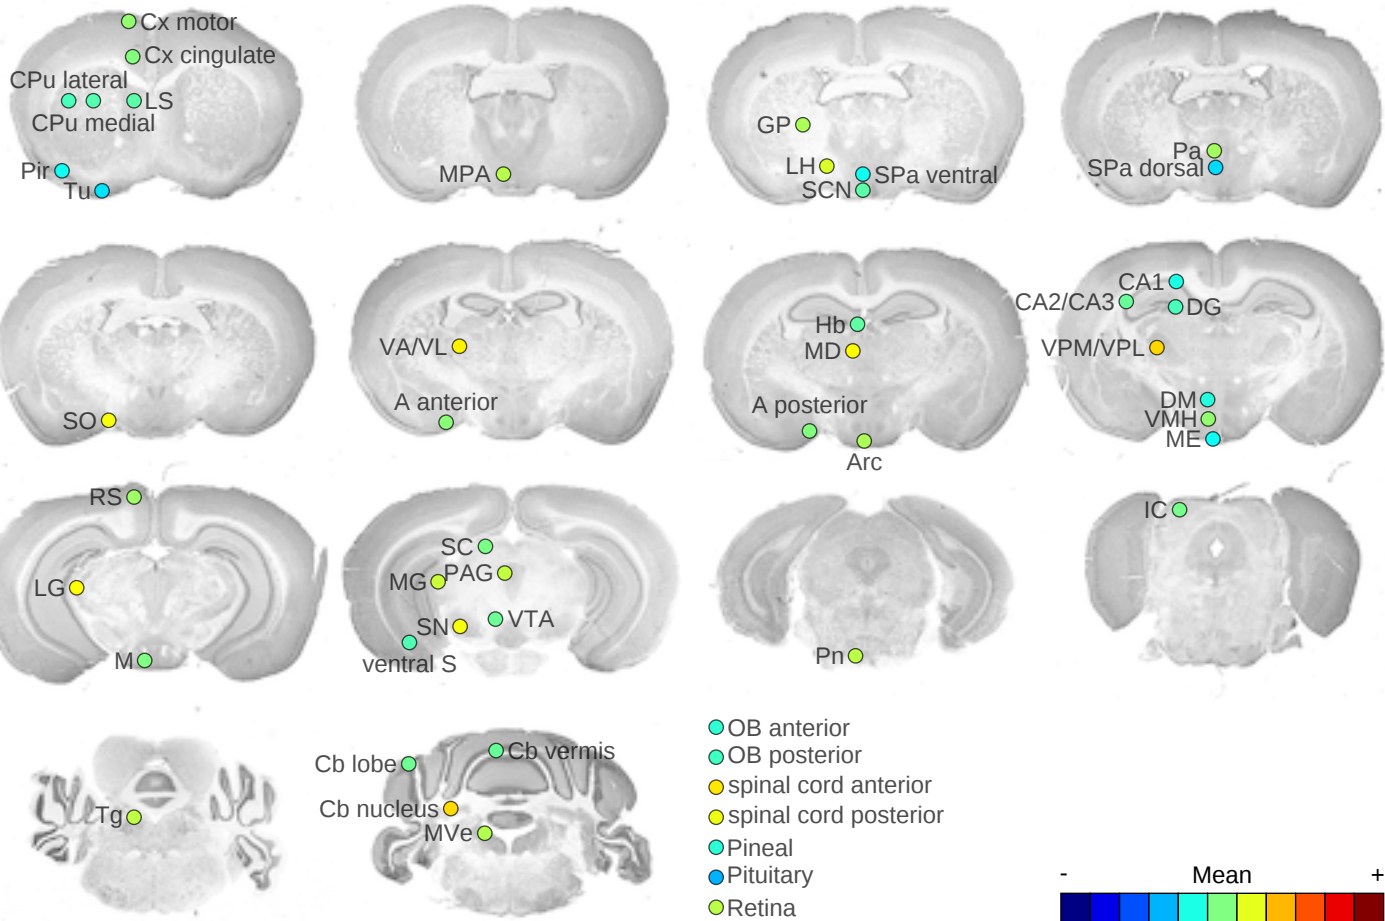 Cx motor
Cx cingulate
CPu lateral
LS
CPu medial
Pir
Tu
MPA
GP
LH
SPa ventral
SCN
Pa
SPa dorsal
SO
VA/VL
A anterior
Hb
MD
A posterior
Arc
CA1
CA2/CA3
DG
VPM/VPL
DM
VMH
ME
RS
LG
M
SC
PAG
MG
SN
VTA
ventral S
Pn
IC
Tg
Cb lobe
Cb vermis
Cb nucleus
MVe
OB anterior
OB posterior
spinal cord anterior
spinal cord posterior
Pineal
Pituitary
Retina
- Mean +